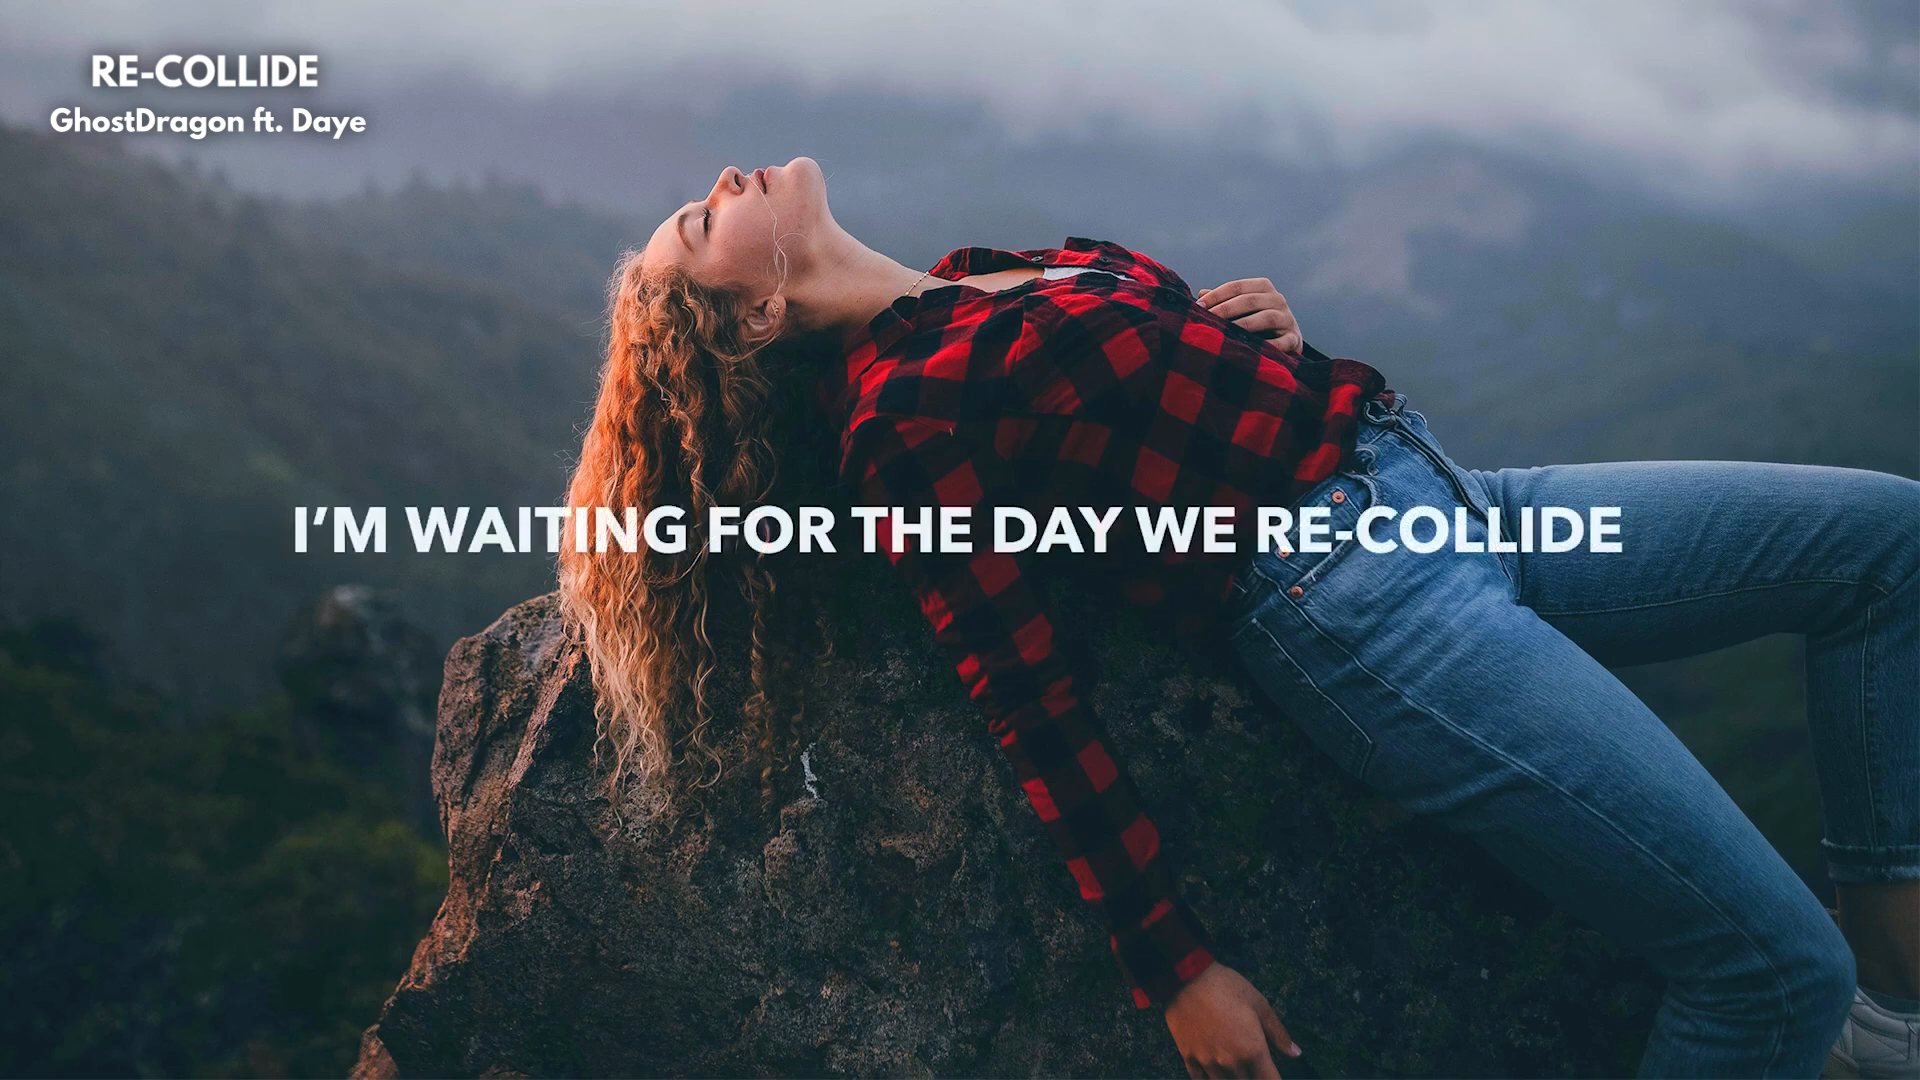 RE-COLLIDE
GhostDragon ft. Daye
I’M WAITING FOR THE DAY WE RE-COLLIDE